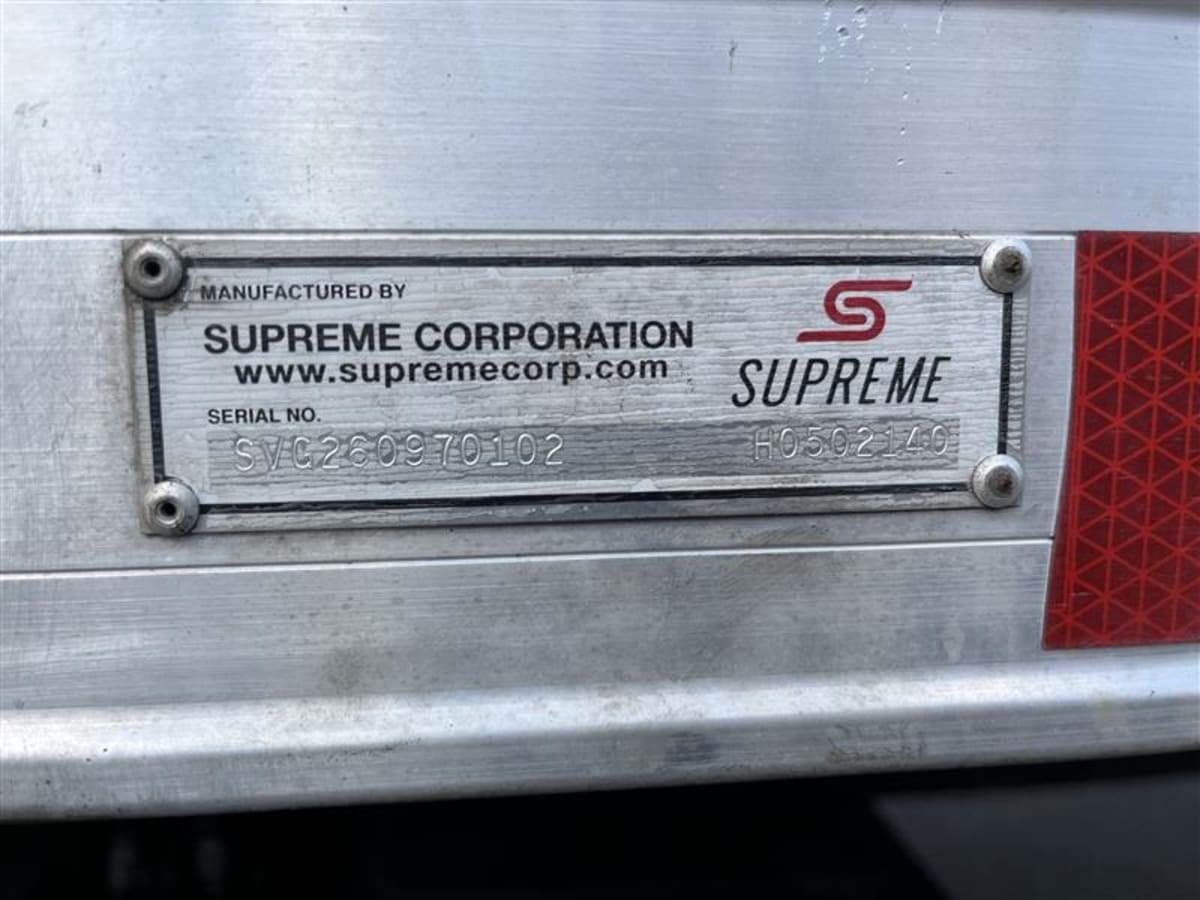 MANUFACTURED BY
SUPREME CORPORATION
www.supremecorp.com
SUPREME
SERIAL NO.
SVG260970102 H0502140